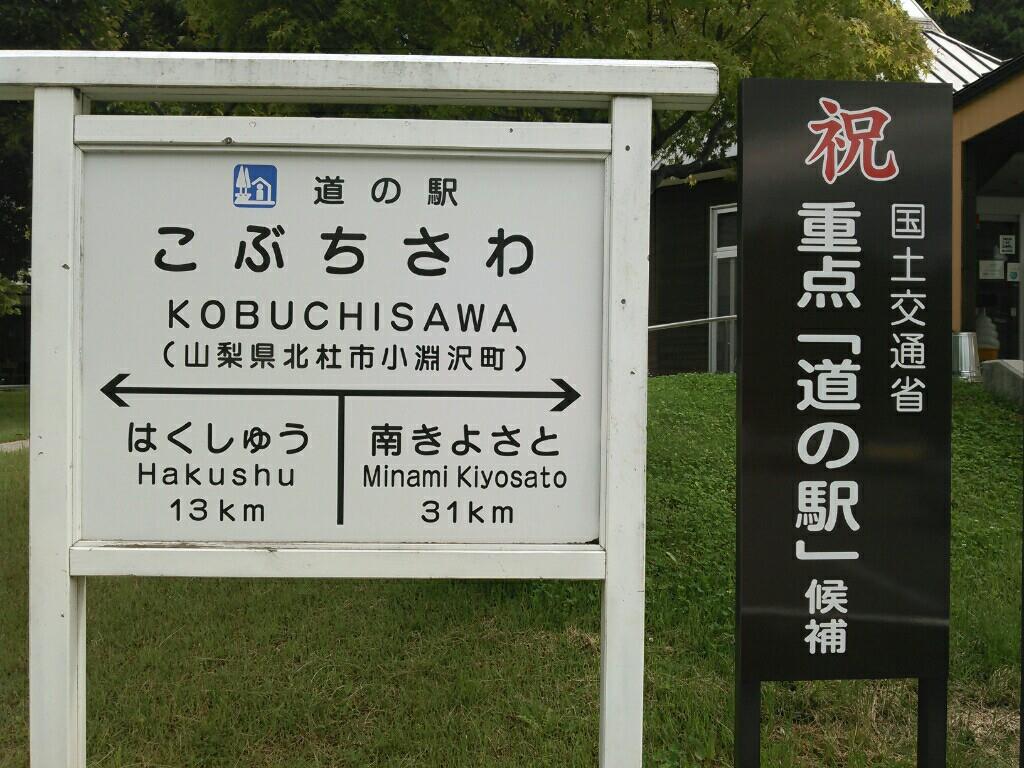 道の駅
こぶちさわ
KOBUCHISAWA
(山梨県北杜市小淵沢町)
はくしゅう
Hakushu
13km
南きよさと
Minami Kiyosato
31km
祝
国土交通省
重点「道の駅」候補